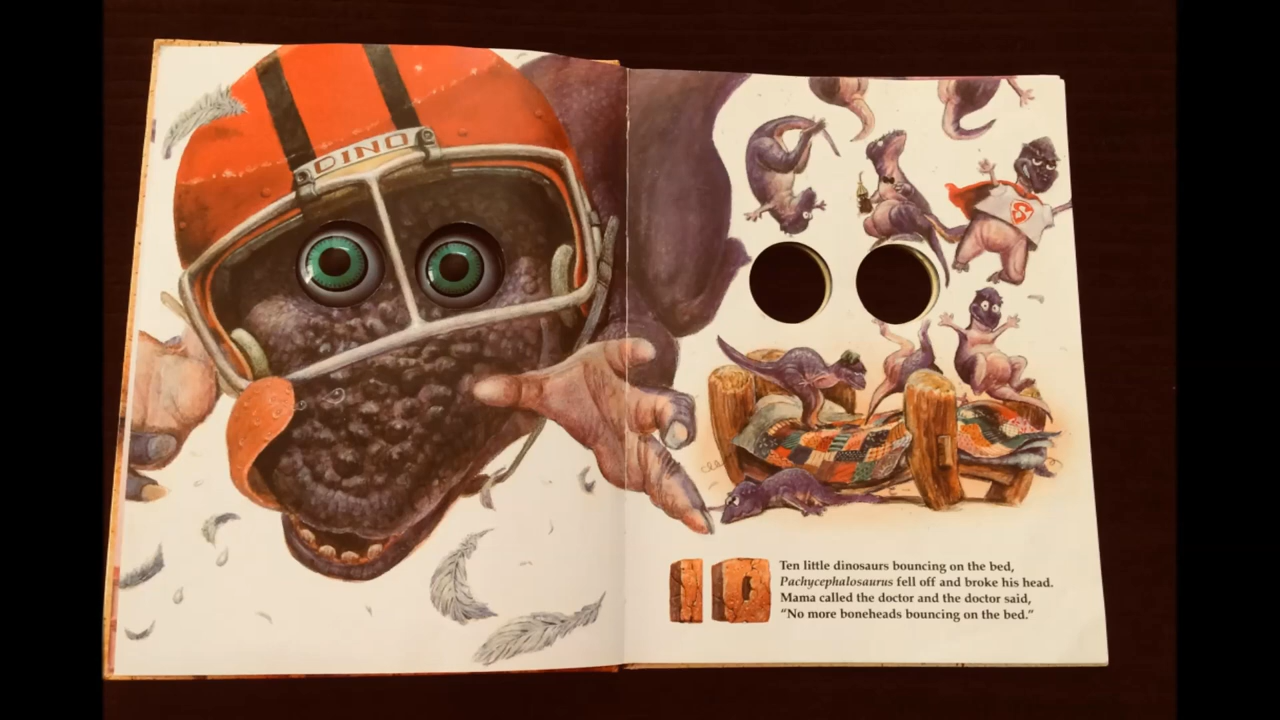 DINO
S
10
Ten little dinosaurs bouncing on the bed,
Pachycephalosaurus fell off and broke his head.
Mama called the doctor and the doctor said,
“No more boneheads bouncing on the bed.”